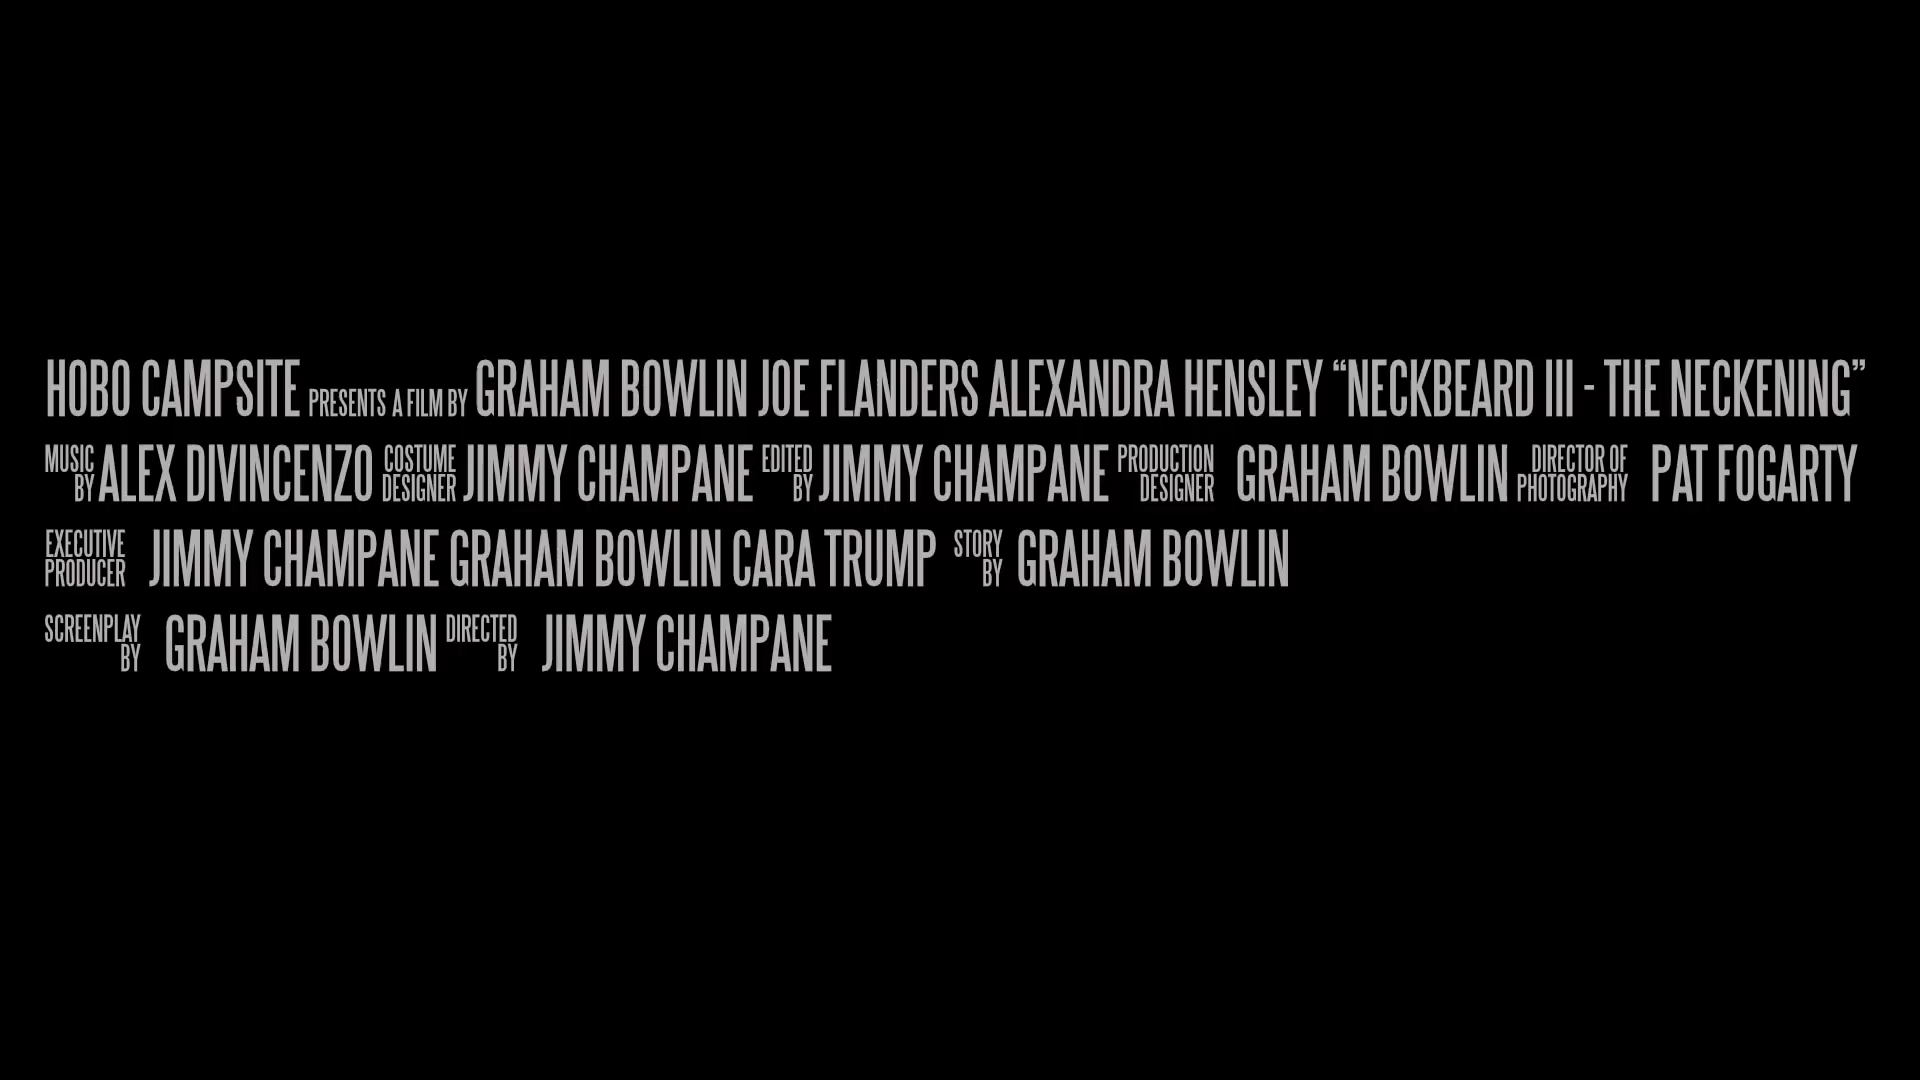 HOBO CAMPSITE PRESENTS A FILM BY GRAHAM BOWLIN JOE FLANDERS ALEXANDRA HENSLEY “NECKBEARD III - THE NECKENING”
MUSIC BY ALEX DIVINCENZO COSTUME DESIGNER JIMMY CHAMPANE EDITED BY JIMMY CHAMPANE PRODUCTION DESIGNER GRAHAM BOWLIN DIRECTOR OF PHOTOGRAPHY PAT FOGARTY
EXECUTIVE PRODUCER JIMMY CHAMPANE GRAHAM BOWLIN CARA TRUMP STORY BY GRAHAM BOWLIN
SCREENPLAY BY GRAHAM BOWLIN DIRECTED BY JIMMY CHAMPANE